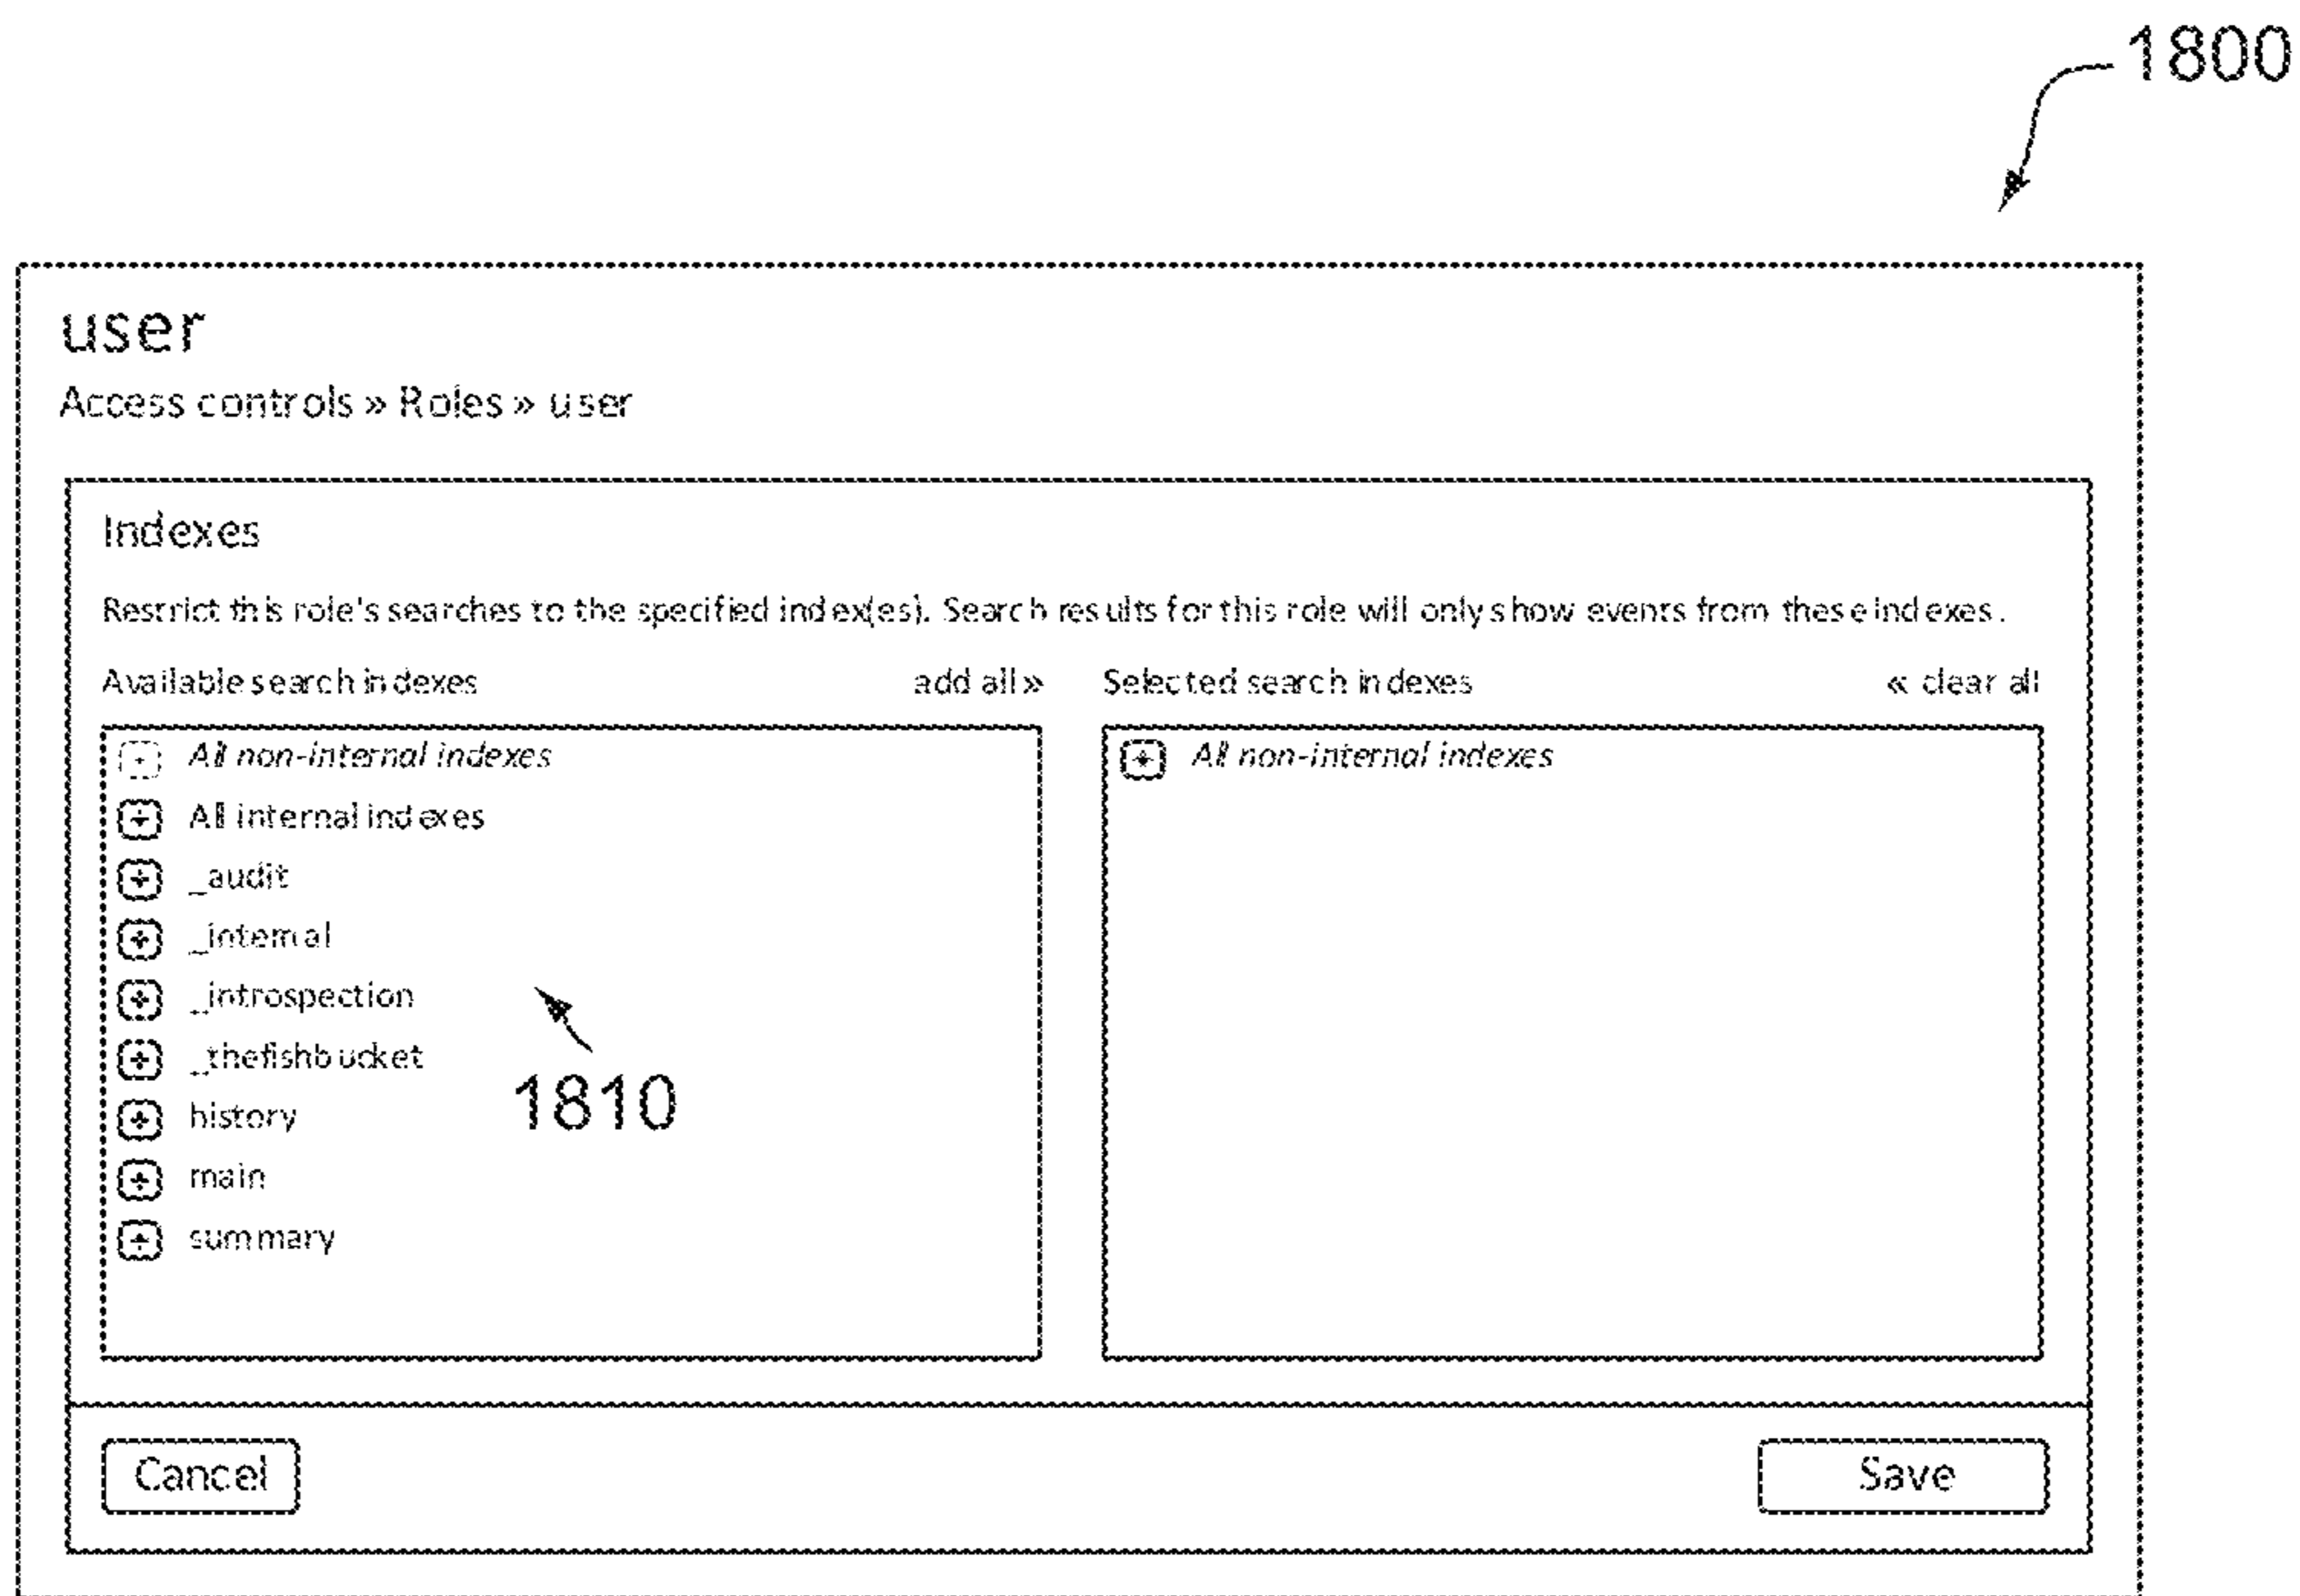 1800
user
Access controls » Roles » user
Indexes
Restrict this role's searches to the specified index(es). Search results for this role will only show events from these indexes.
Available search indexes add all » Selected search indexes « clear all
All non-internal indexes
All internal indexes
_audit
_internal
_introspection
_thefishbucket
history
main
summary
1810
All non-internal indexes
Cancel Save